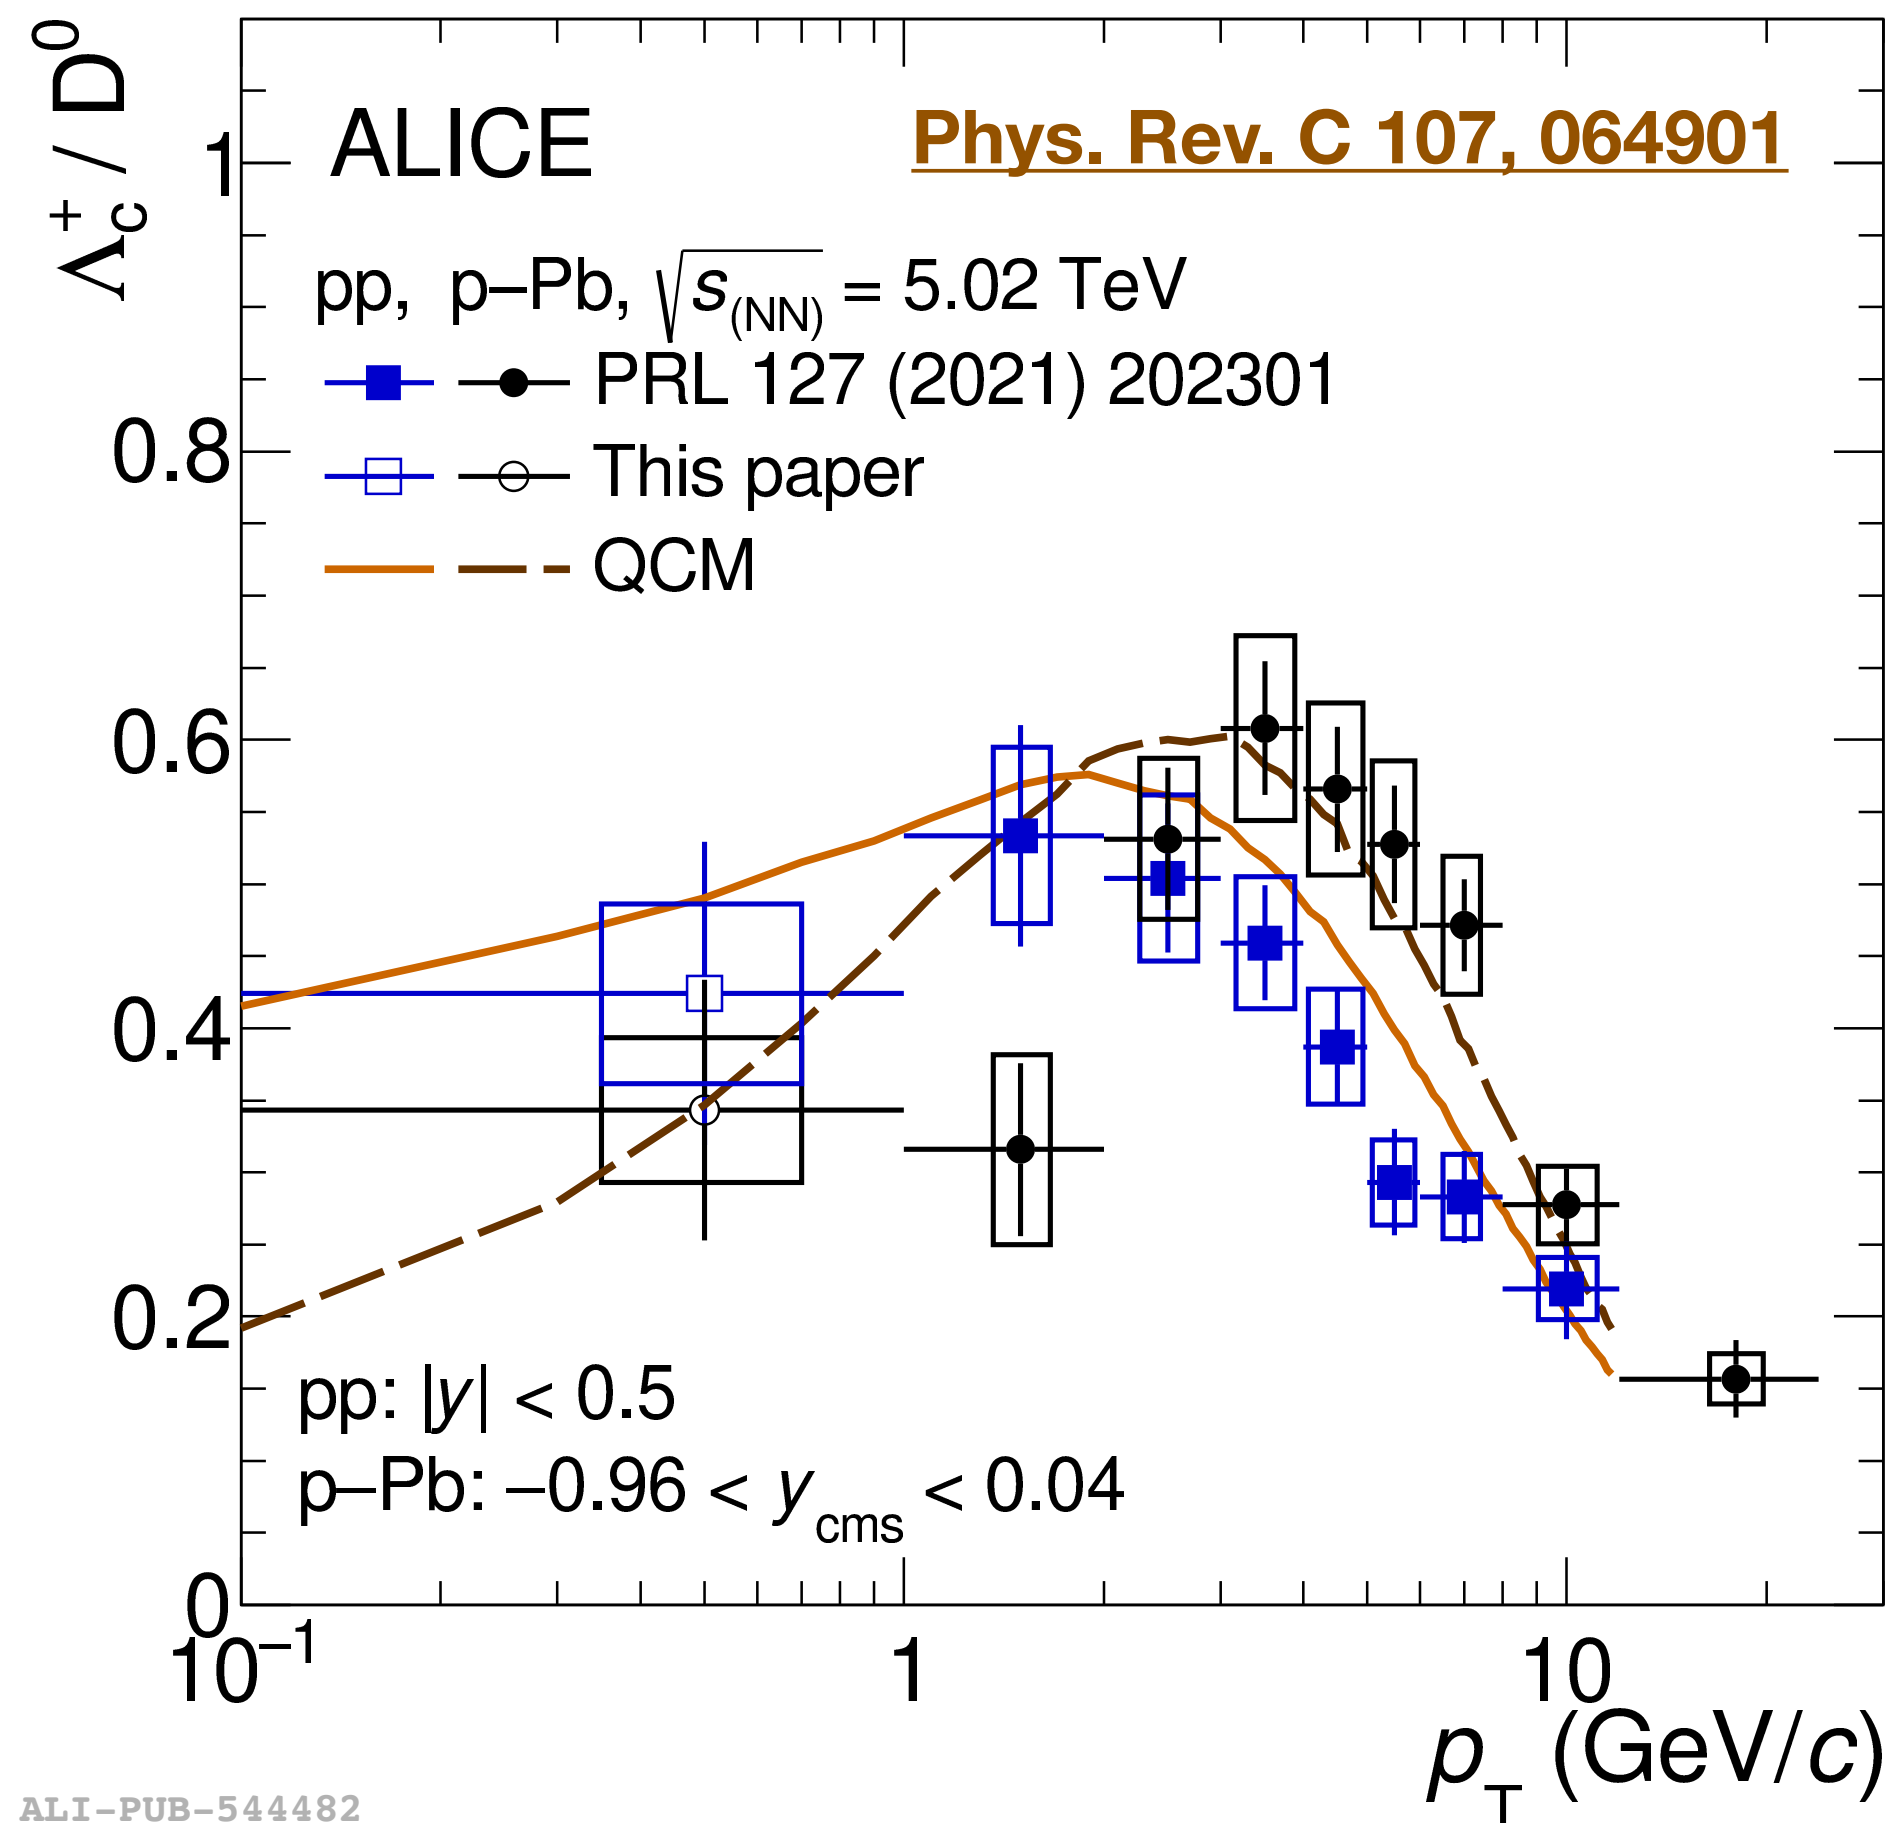 Λc+ / D0
ALICE
Phys. Rev. C 107, 064901
pp, p–Pb, √s(NN) = 5.02 TeV
PRL 127 (2021) 202301
This paper
QCM
1
0.8
0.6
0.4
0.2
0
pp: |y| < 0.5
p–Pb: –0.96 < ycms < 0.04
10–1
1
10
pT (GeV/c)
ALI-PUB-544482